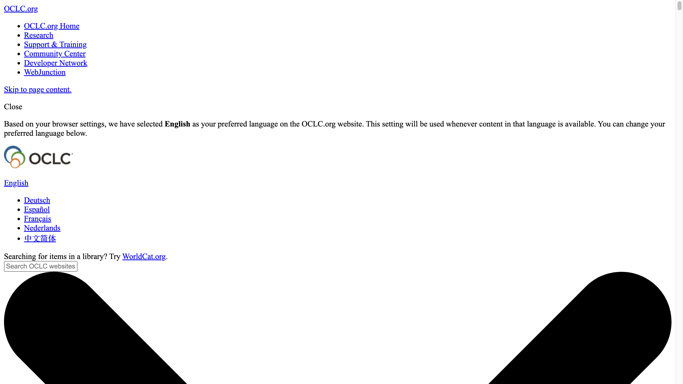 OCLC.org
OCLC.org Home
Research
Support & Training
Community Center
Developer Network
WebJunction
Skip to page content.
Close
Based on your browser settings, we have selected English as your preferred language on the OCLC.org website. This setting will be used whenever content in that language is available. You can change your
preferred language below.
OCLC
English
Deutsch
Español
Français
Nederlands
中文简体
Searching for items in a library? Try WorldCat.org.
Search OCLC websites